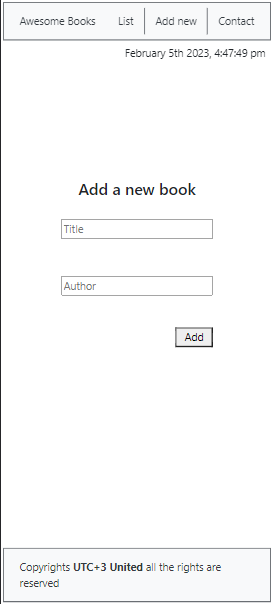 Awesome Books List Add new Contact
February 5th 2023, 4:47:49 pm
Add a new book
Title
Author
Add
Copyrights UTC+3 United all the rights are
reserved